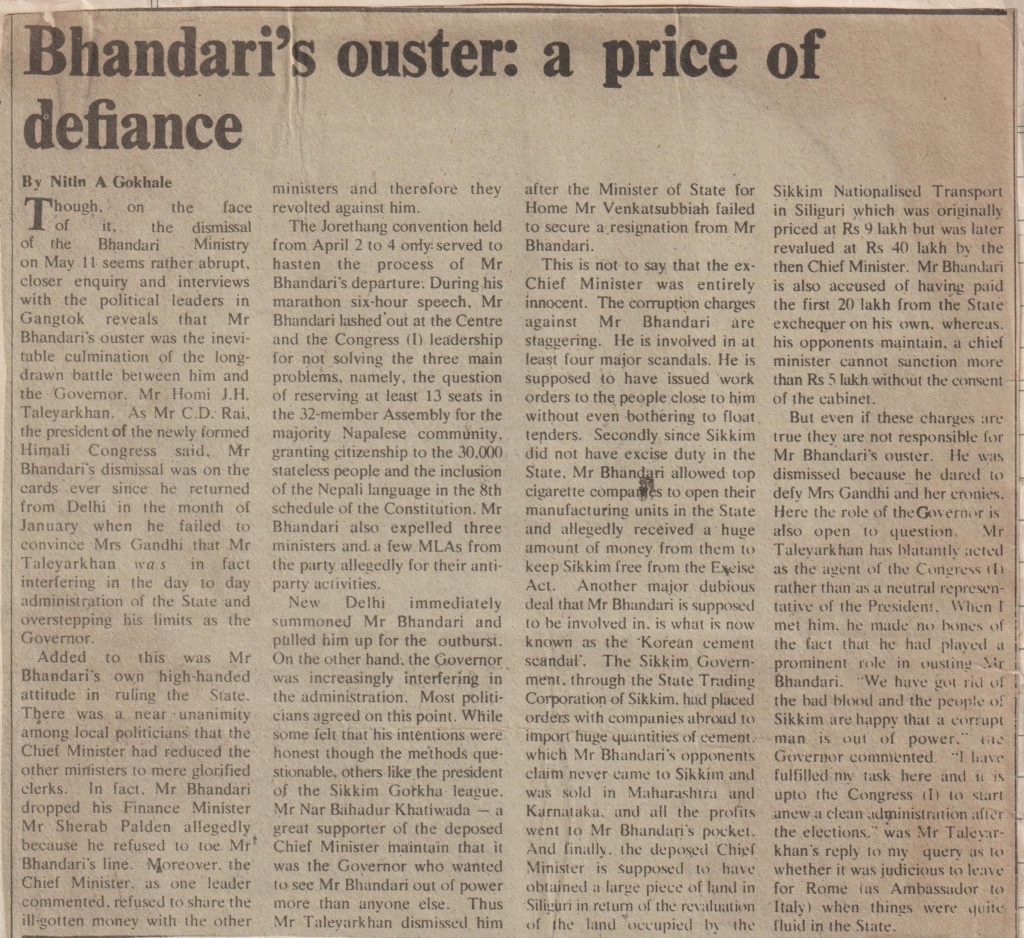 Bhandari's ouster: a price of
defiance
By Nitin A Gokhale
Though, on the face
of it, the dismissal
of the Bhandari Ministry
on May 11 seems rather abrupt,
closer enquiry and interviews
with the political leaders in
Gangtok reveals that Mr
Bhandari's ouster was the inevi-
table culmination of the long-
drawn battle between him and
the Governor, Mr Homi J.H.
Taleyarkhan. As Mr C.D. Rai,
the president of the newly formed
Himali Congress said, Mr
Bhandari's dismissal was on the
cards ever since he returned
from Delhi in the month of
January when he failed to
convince Mrs Gandhi that Mr
Taleyarkhan was in fact
interfering in the day to day
administration of the State and
overstepping his limits as the
Governor.
Added to this was Mr
Bhandari's own high-handed
attitude in ruling the State.
There was a near unanimity
among local politicians that the
Chief Minister had reduced the
other ministers to mere glorified
clerks. In fact, Mr Bhandari
dropped his Finance Minister
Mr Sherab Palden allegedly
because he refused to toe Mr
Bhandari's line. Moreover, the
Chief Minister, as one leader
commented, refused to share the
ill-gotten money with the other
ministers and therefore they
revolted against him.
The Jorethang convention held
from April 2 to 4 only served to
hasten the process of Mr
Bhandari's departure. During his
marathon six-hour speech, Mr
Bhandari lashed out at the Centre
and the Congress (I) leadership
for not solving the three main
problems, namely, the question
of reserving at least 13 seats in
the 32-member Assembly for the
majority Napalese community,
granting citizenship to the 30,000
stateless people and the inclusion
of the Nepali language in the 8th
schedule of the Constitution. Mr
Bhandari also expelled three
ministers and a few MLAs from
the party allegedly for their anti-
party activities.
New Delhi immediately
summoned Mr Bhandari and
pulled him up for the outburst.
On the other hand, the Governor
was increasingly interfering in
the administration. Most politi-
cians agreed on this point. While
some felt that his intentions were
honest though the methods que-
stionable, others like the president
of the Sikkim Gorkha league,
Mr Nar Bahadur Khatiwada — a
great supporter of the deposed
Chief Minister maintain that it
was the Governor who wanted
to see Mr Bhandari out of power
more than anyone else. Thus
Mr Taleyarkhan dismissed him
after the Minister of State for
Home Mr Venkatsubbiah failed
to secure a resignation from Mr
Bhandari.
This is not to say that the ex-
Chief Minister was entirely
innocent. The corruption charges
against Mr Bhandari are
staggering. He is involved in at
least four major scandals. He is
supposed to have issued work
orders to the people close to him
without even bothering to float
tenders. Secondly since Sikkim
did not have excise duty in the
State, Mr Bhandari allowed top
cigarette companies to open their
manufacturing units in the State
and allegedly received a huge
amount of money from them to
keep Sikkim free from the Excise
Act. Another major dubious
deal that Mr Bhandari is supposed
to be involved in, is what is now
known as the 'Korean cement
scandal'. The Sikkim Govern-
ment, through the State Trading
Corporation of Sikkim, had placed
orders with companies abroad to
import huge quantities of cement,
which Mr Bhandari's opponents
claim never came to Sikkim and
was sold in Maharashtra and
Karnataka, and all the profits
went to Mr Bhandari's pocket.
And finally, the deposed Chief
Minister is supposed to have
obtained a large piece of land in
Siliguri in return of the revaluation
of the land occupied by the
Sikkim Nationalised Transport
in Siliguri which was originally
priced at Rs 9 lakh but was later
revalued at Rs 40 lakh by the
then Chief Minister. Mr Bhandari
is also accused of having paid
the first 20 lakh from the State
exchequer on his own, whereas,
his opponents maintain, a chief
minister cannot sanction more
than Rs 5 lakh without the consent
of the cabinet.
But even if these charges are
true they are not responsible for
Mr Bhandari's ouster. He was
dismissed because he dared to
defy Mrs Gandhi and her cronies.
Here the role of the Governor is
also open to question. Mr
Taleyarkhan has blatantly acted
as the agent of the Congress (I)
rather than as a neutral represen-
tative of the President. When I
met him, he made no bones of
the fact that he had played a
prominent role in ousting Mr
Bhandari. "We have got rid of
the bad blood and the people of
Sikkim are happy that a corrupt
man is out of power," the
Governor commented. "I have
fulfilled my task here and it is
upto the Congress (I) to start
anew a clean administration after
the elections," was Mr Taleyar-
khan's reply to my query as to
whether it was judicious to leave
for Rome (as Ambassador to
Italy) when things were quite
fluid in the State.